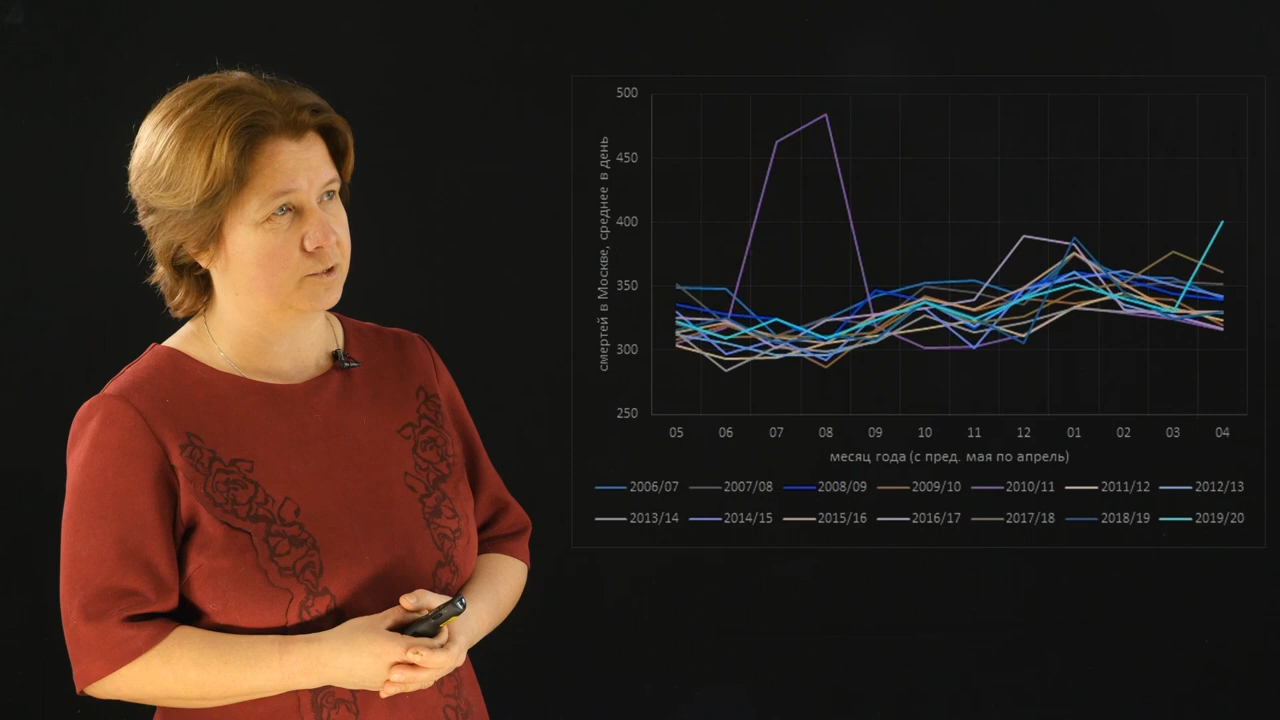 500
450
400
350
300
250
смертей в Москве, среднее в день
05 06 07 08 09 10 11 12 01 02 03 04
месяц года (с пред. мая по апрель)
2006/07 2007/08 2008/09 2009/10 2010/11 2011/12 2012/13
2013/14 2014/15 2015/16 2016/17 2017/18 2018/19 2019/20